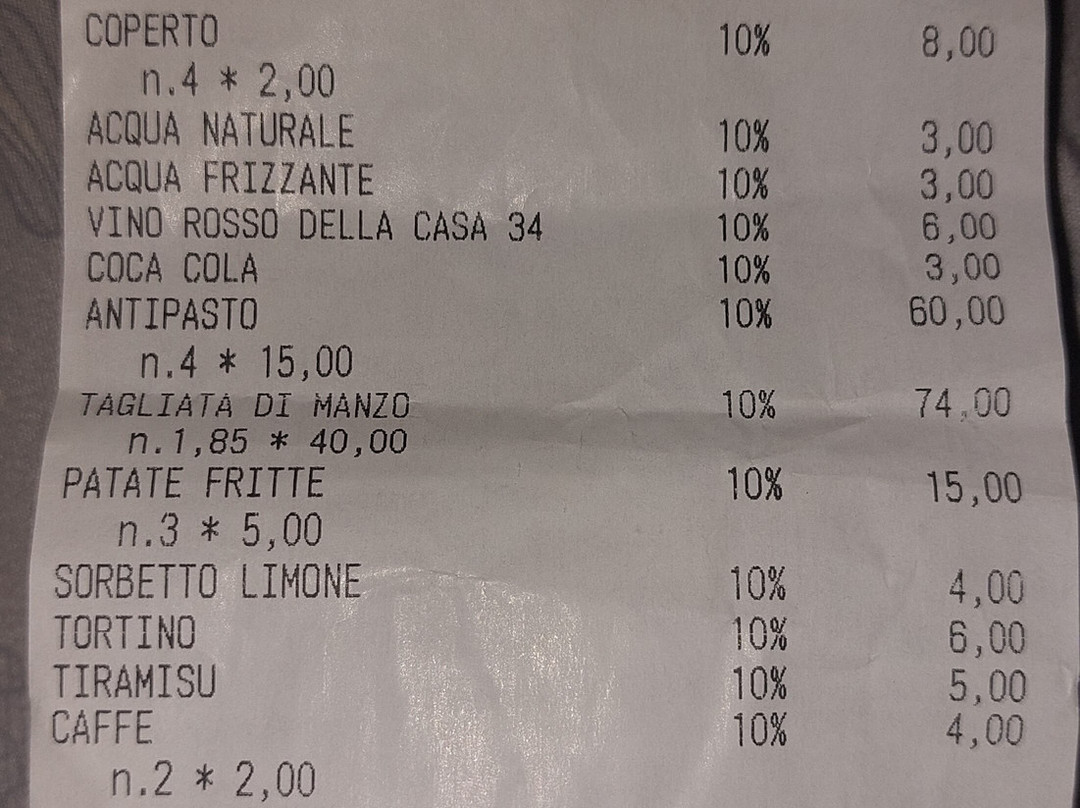 COPERTO 10% 8,00
n.4 * 2,00
ACQUA NATURALE 10% 3,00
ACQUA FRIZZANTE 10% 3,00
VINO ROSSO DELLA CASA 34 10% 6,00
COCA COLA 10% 3,00
ANTIPASTO 10% 60,00
n.4 * 15,00
TAGLIATA DI MANZO 10% 74,00
n.1,85 * 40,00
PATATE FRITTE 10% 15,00
n.3 * 5,00
SORBETTO LIMONE 10% 4,00
TORTINO 10% 6,00
TIRAMISU 10% 5,00
CAFFE 10% 4,00
n.2 * 2,00